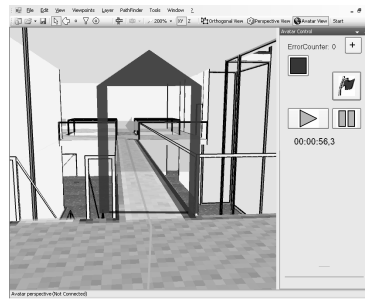 File Edit View Viewpoints Layer PathFinder Tools Window ?
200% XY 2 Orthogonal View Perspective View Avatar View Start
Avatar Control
ErrorCounter: 0 +
00:00:56,3
Avatar perspective (Not Connected)